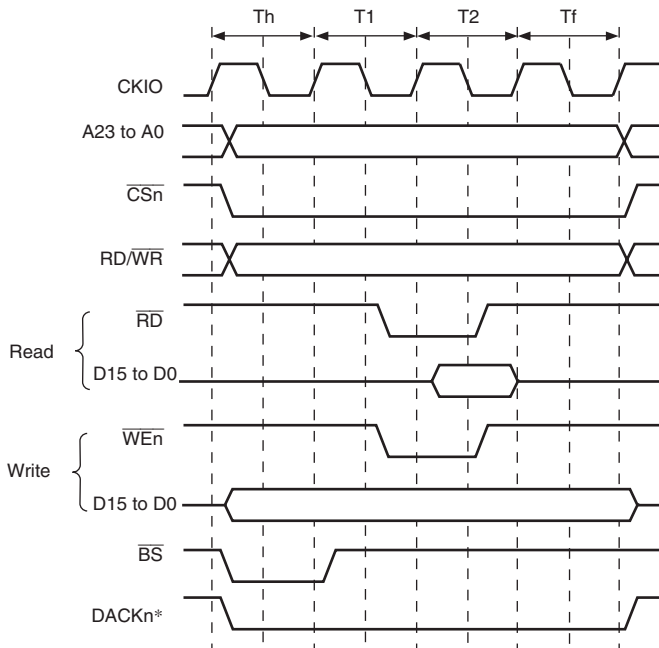 Th T1 T2 Tf
CKIO
A23 to A0
CSn
RD/WR
Read
RD
D15 to D0
Write
WEn
D15 to D0
BS
DACKn*